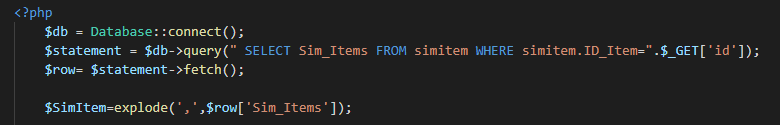 <?php
$db = Database::connect();
$statement = $db->query(" SELECT Sim_Items FROM simitem WHERE simitem.ID_Item=".$_GET['id']);
$row= $statement->fetch();
$SimItem=explode(',',$row['Sim_Items']);